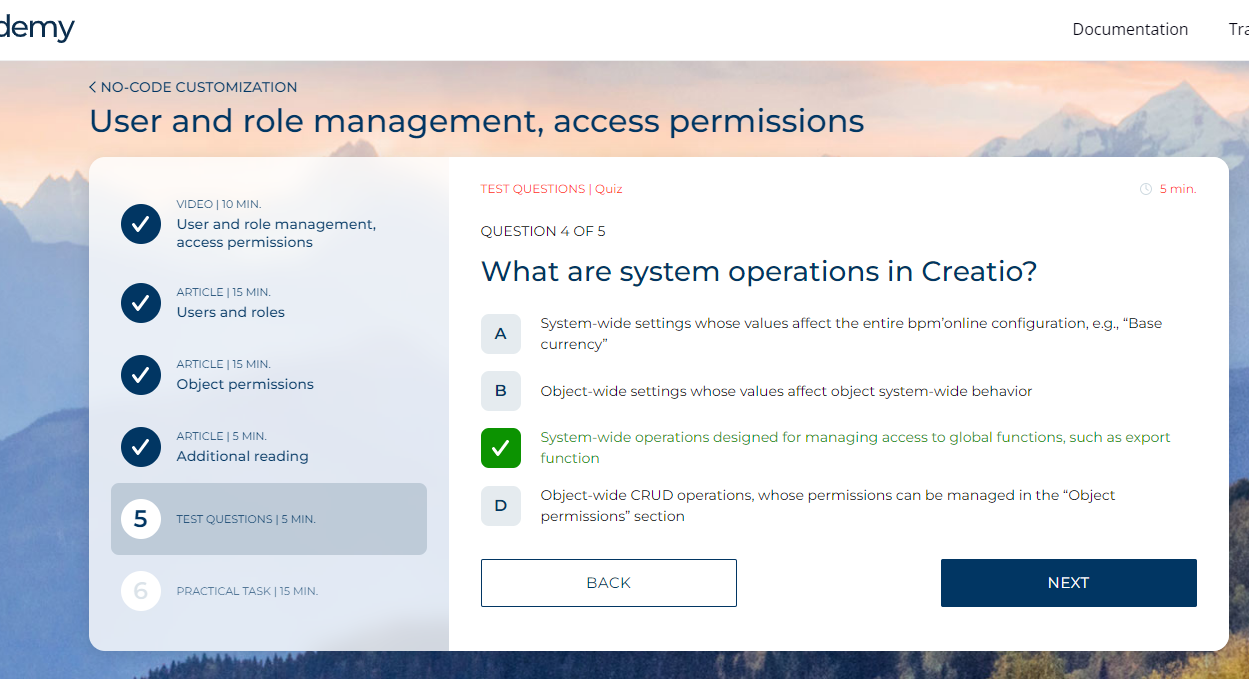 demy
Documentation
Tra
< NO-CODE CUSTOMIZATION
User and role management, access permissions
VIDEO | 10 MIN.
User and role management,
access permissions
ARTICLE | 15 MIN.
Users and roles
ARTICLE | 15 MIN.
Object permissions
ARTICLE | 5 MIN.
Additional reading
5
TEST QUESTIONS | 5 MIN.
6
PRACTICAL TASK | 15 MIN.
TEST QUESTIONS | Quiz
5 min.
QUESTION 4 OF 5
What are system operations in Creatio?
A
System-wide settings whose values affect the entire bpm’online configuration, e.g., “Base
currency”
B
Object-wide settings whose values affect object system-wide behavior
System-wide operations designed for managing access to global functions, such as export
function
D
Object-wide CRUD operations, whose permissions can be managed in the “Object
permissions” section
BACK
NEXT